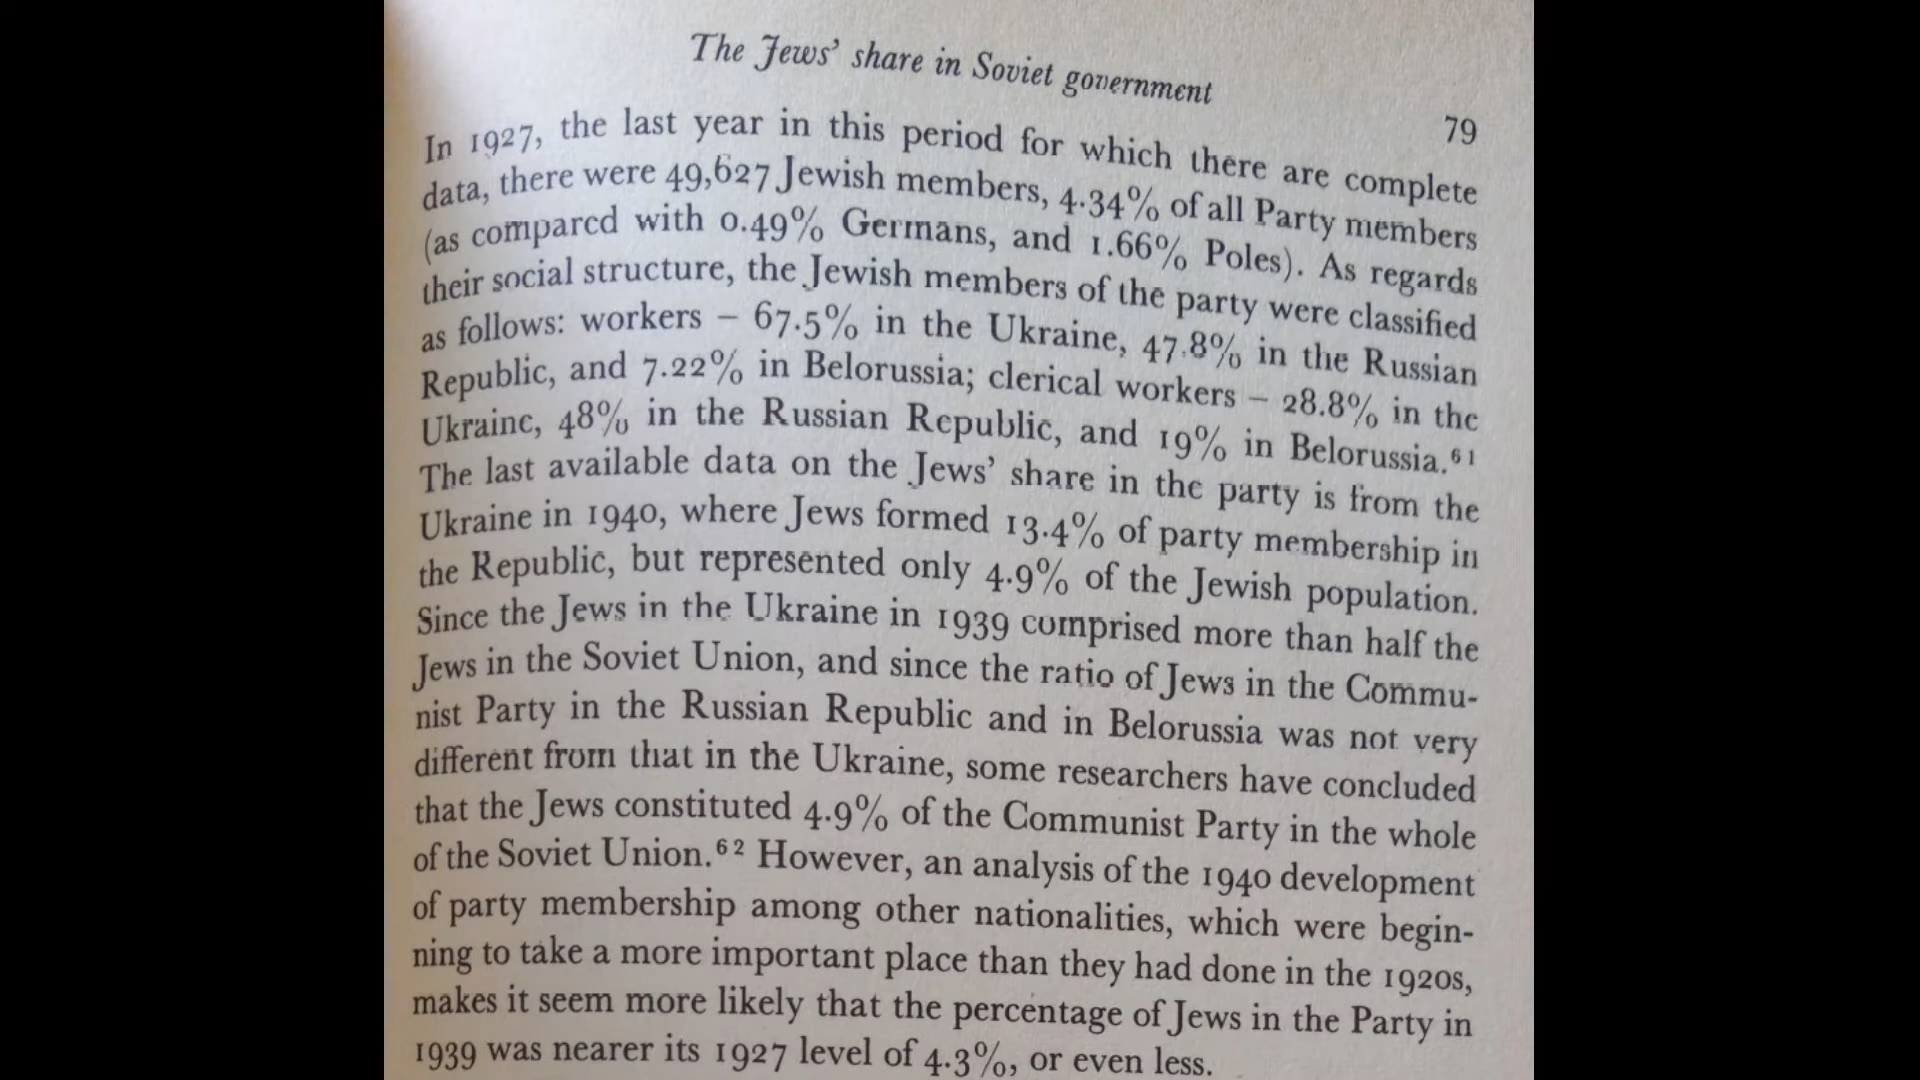 The Jews' share in Soviet government
79
In 1927, the last year in this period for which there are complete
data, there were 49,627 Jewish members, 4.34% of all Party members
(as compared with 0.49% Germans, and 1.66% Poles). As regards
their social structure, the Jewish members of the party were classified
as follows: workers – 67.5% in the Ukraine, 47.8% in the Russian
Republic, and 7.22% in Belorussia; clerical workers – 28.8% in the
Ukraine, 48% in the Russian Republic, and 19% in Belorussia.⁶¹
The last available data on the Jews' share in the party is from the
Ukraine in 1940, where Jews formed 13.4% of party membership in
the Republic, but represented only 4.9% of the Jewish population.
Since the Jews in the Ukraine in 1939 comprised more than half the
Jews in the Soviet Union, and since the ratio of Jews in the Commu-
nist Party in the Russian Republic and in Belorussia was not very
different from that in the Ukraine, some researchers have concluded
that the Jews constituted 4.9% of the Communist Party in the whole
of the Soviet Union.⁶² However, an analysis of the 1940 development
of party membership among other nationalities, which were begin-
ning to take a more important place than they had done in the 1920s,
makes it seem more likely that the percentage of Jews in the Party in
1939 was nearer its 1927 level of 4.3%, or even less.